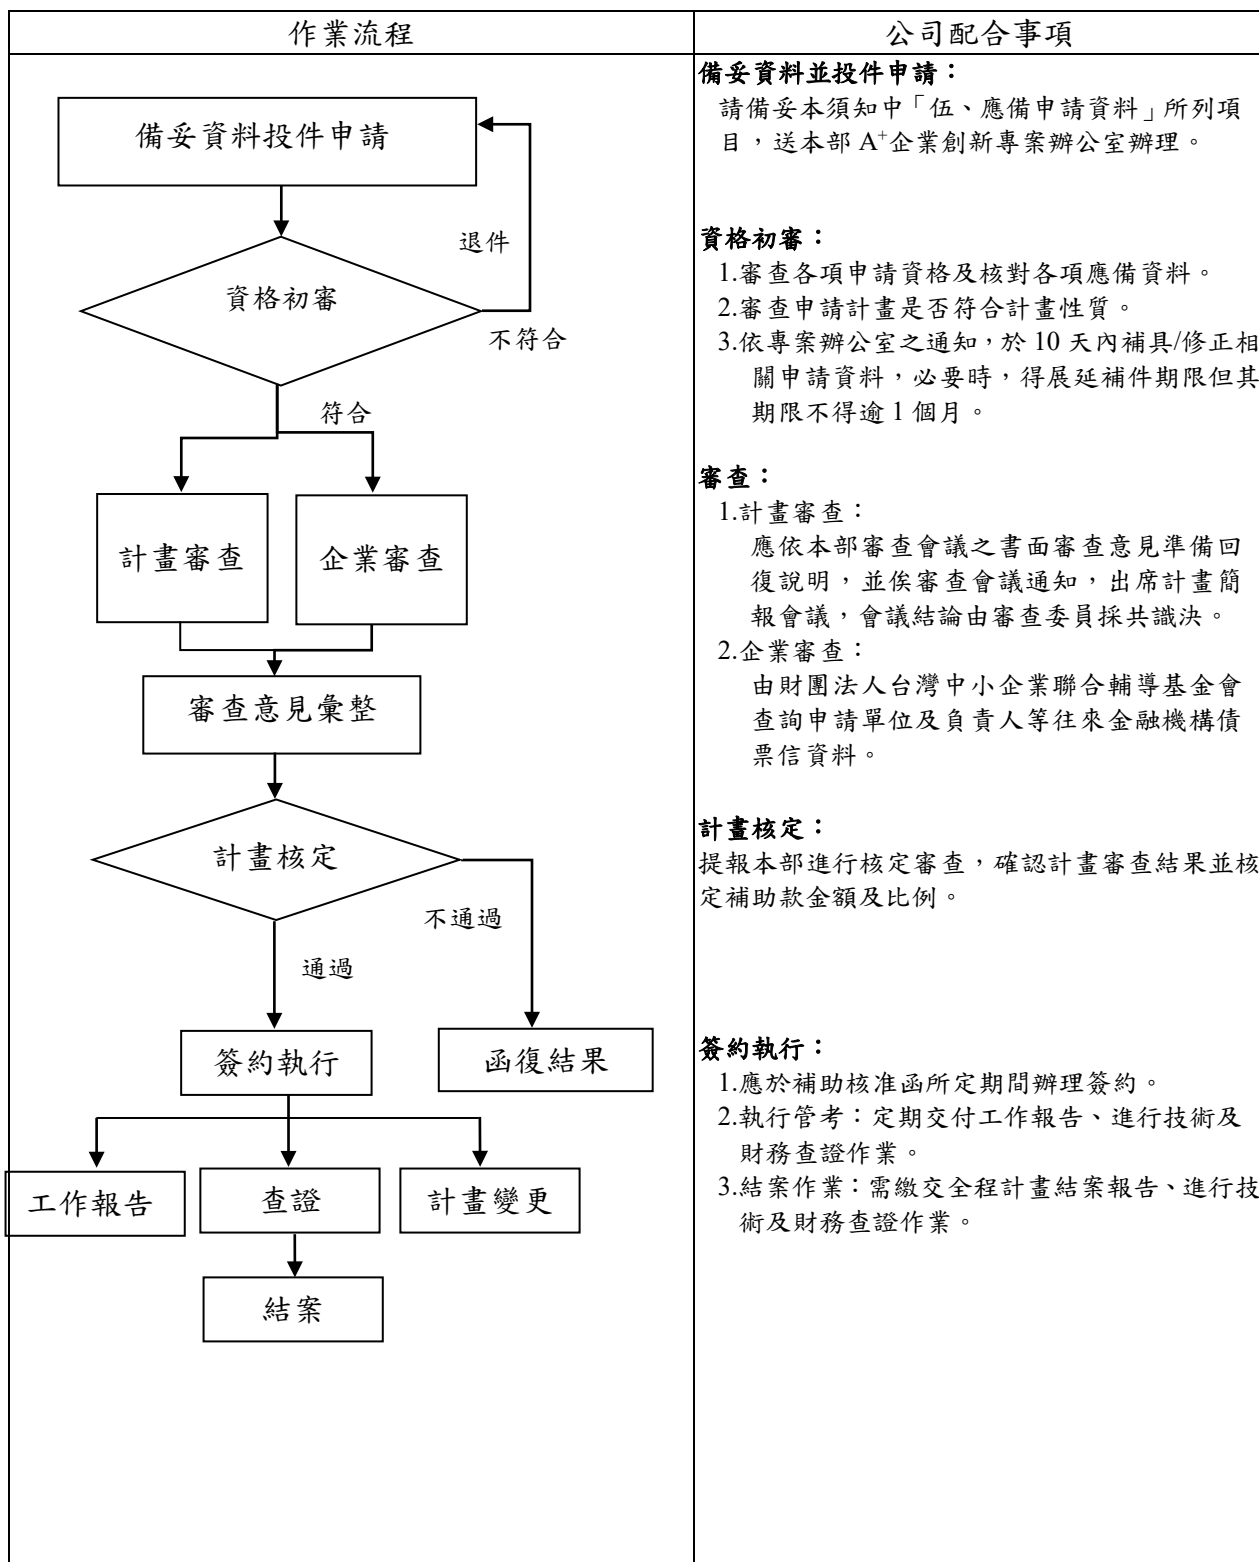 作業流程
公司配合事項
備妥資料投件申請
退件
資格初審
不符合
符合
計畫審查
企業審查
審查意見彙整
計畫核定
不通過
通過
簽約執行
函復結果
工作報告
查證
計畫變更
結案
備妥資料並投件申請：
請備妥本須知中「伍、應備申請資料」所列項
目，送本部 A⁺企業創新專案辦公室辦理。
資格初審：
1.審查各項申請資格及核對各項應備資料。
2.審查申請計畫是否符合計畫性質。
3.依專案辦公室之通知，於 10 天內補具/修正相
關申請資料，必要時，得展延補件期限但其
期限不得逾 1 個月。
審查：
1.計畫審查：
應依本部審查會議之書面審查意見準備回
復說明，並俟審查會議通知，出席計畫簡
報會議，會議結論由審查委員採共識決。
2.企業審查：
由財團法人台灣中小企業聯合輔導基金會
查詢申請單位及負責人等往來金融機構債
票信資料。
計畫核定：
提報本部進行核定審查，確認計畫審查結果並核
定補助款金額及比例。
簽約執行：
1.應於補助核准函所定期間辦理簽約。
2.執行管考：定期交付工作報告、進行技術及
財務查證作業。
3.結案作業：需繳交全程計畫結案報告、進行技
術及財務查證作業。